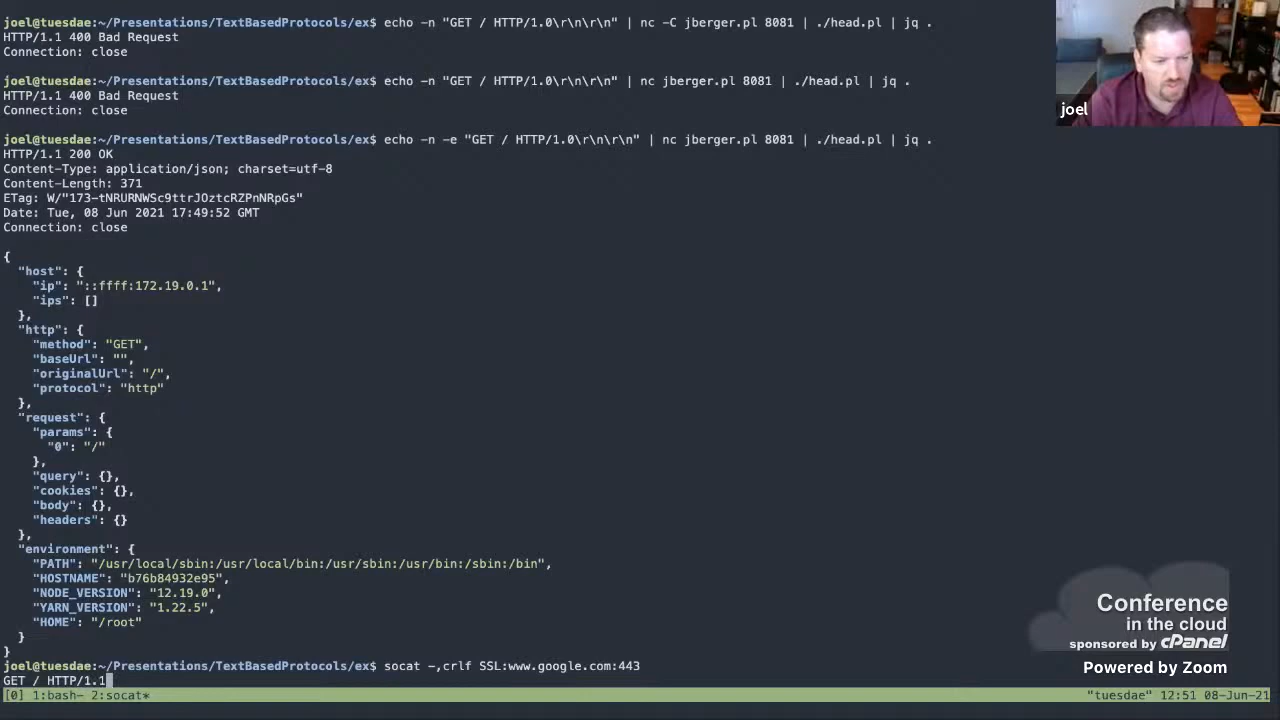 joel@tuesdae:~/Presentations/TextBasedProtocols/ex$ echo -n "GET / HTTP/1.0\r\n\r\n" | nc -C jberger.pl 8081 | ./head.pl | jq .
HTTP/1.1 400 Bad Request
Connection: close
joel@tuesdae:~/Presentations/TextBasedProtocols/ex$ echo -n "GET / HTTP/1.0\r\n\r\n" | nc jberger.pl 8081 | ./head.pl | jq .
HTTP/1.1 400 Bad Request
Connection: close
joel@tuesdae:~/Presentations/TextBasedProtocols/ex$ echo -n -e "GET / HTTP/1.0\r\n\r\n" | nc jberger.pl 8081 | ./head.pl | jq .
HTTP/1.1 200 OK
Content-Type: application/json; charset=utf-8
Content-Length: 371
ETag: W/"173-tNRURNWSc9ttrJOztcRZPnNRpGs"
Date: Tue, 08 Jun 2021 17:49:52 GMT
Connection: close
{
  "host": {
    "ip": "::ffff:172.19.0.1",
    "ips": []
  },
  "http": {
    "method": "GET",
    "baseUrl": "",
    "originalUrl": "/",
    "protocol": "http"
  },
  "request": {
    "params": {
      "0": "/"
    },
    "query": {},
    "cookies": {},
    "body": {},
    "headers": {}
  },
  "environment": {
    "PATH": "/usr/local/sbin:/usr/local/bin:/usr/sbin:/usr/bin:/sbin:/bin",
    "HOSTNAME": "b76b84932e95",
    "NODE_VERSION": "12.19.0",
    "YARN_VERSION": "1.22.5",
    "HOME": "/root"
  }
}
joel@tuesdae:~/Presentations/TextBasedProtocols/ex$ socat -,crlf SSL:www.google.com:443
GET / HTTP/1.1
[0] 1:bash- 2:socat* "tuesdae" 12:51 08-Jun-21
joel
Conference
in the cloud
sponsored by cPanel
Powered by Zoom